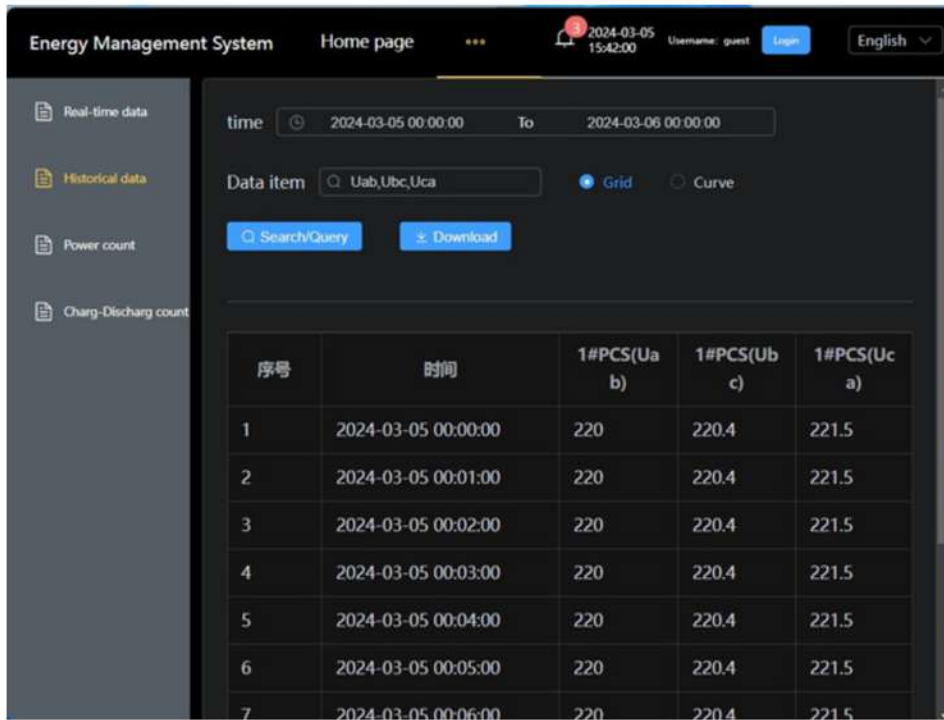 Energy Management System Home page ••• 3 2024-03-05 15:42:00 Username: guest Login English
Real-time data
Historical data
Power count
Charg-Discharg count
time 2024-03-05 00:00:00 To 2024-03-06 00:00:00
Data item Uab,Ubc,Uca Grid Curve
Search/Query Download
序号 时间 1#PCS(Uab) 1#PCS(Ubc) 1#PCS(Uca)
1 2024-03-05 00:00:00 220 220.4 221.5
2 2024-03-05 00:01:00 220 220.4 221.5
3 2024-03-05 00:02:00 220 220.4 221.5
4 2024-03-05 00:03:00 220 220.4 221.5
5 2024-03-05 00:04:00 220 220.4 221.5
6 2024-03-05 00:05:00 220 220.4 221.5
7 2024-03-05 00:06:00 220 220.4 221.5